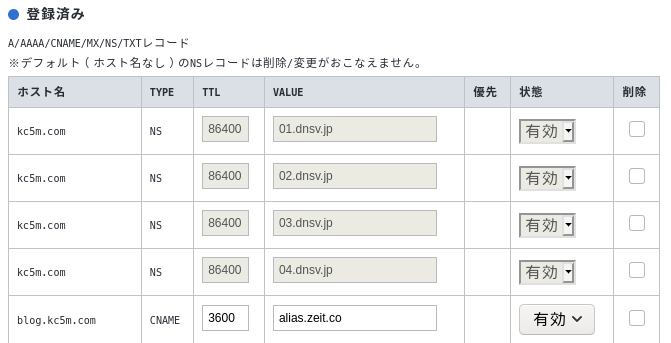 登録済み
A/AAAA/CNAME/MX/NS/TXTレコード
※デフォルト ( ホスト名なし ) のNSレコードは削除/変更がおこなえません。
ホスト名 TYPE TTL VALUE 優先 状態 削除
kc5m.com NS 86400 01.dnsv.jp 有効
kc5m.com NS 86400 02.dnsv.jp 有効
kc5m.com NS 86400 03.dnsv.jp 有効
kc5m.com NS 86400 04.dnsv.jp 有効
blog.kc5m.com CNAME 3600 alias.zeit.co 有効